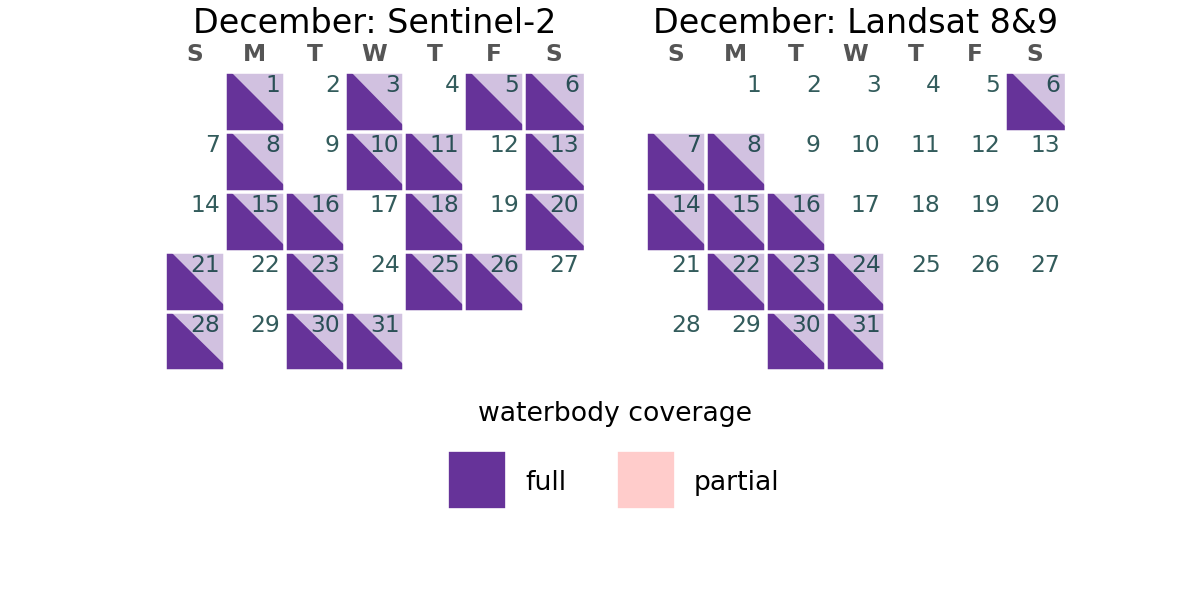 December: Sentinel-2
S M T W T F S
1 2 3 4 5 6
7 8 9 10 11 12 13
14 15 16 17 18 19 20
21 22 23 24 25 26 27
28 29 30 31
December: Landsat 8&9
S M T W T F S
1 2 3 4 5 6
7 8 9 10 11 12 13
14 15 16 17 18 19 20
21 22 23 24 25 26 27
28 29 30 31
waterbody coverage
full partial